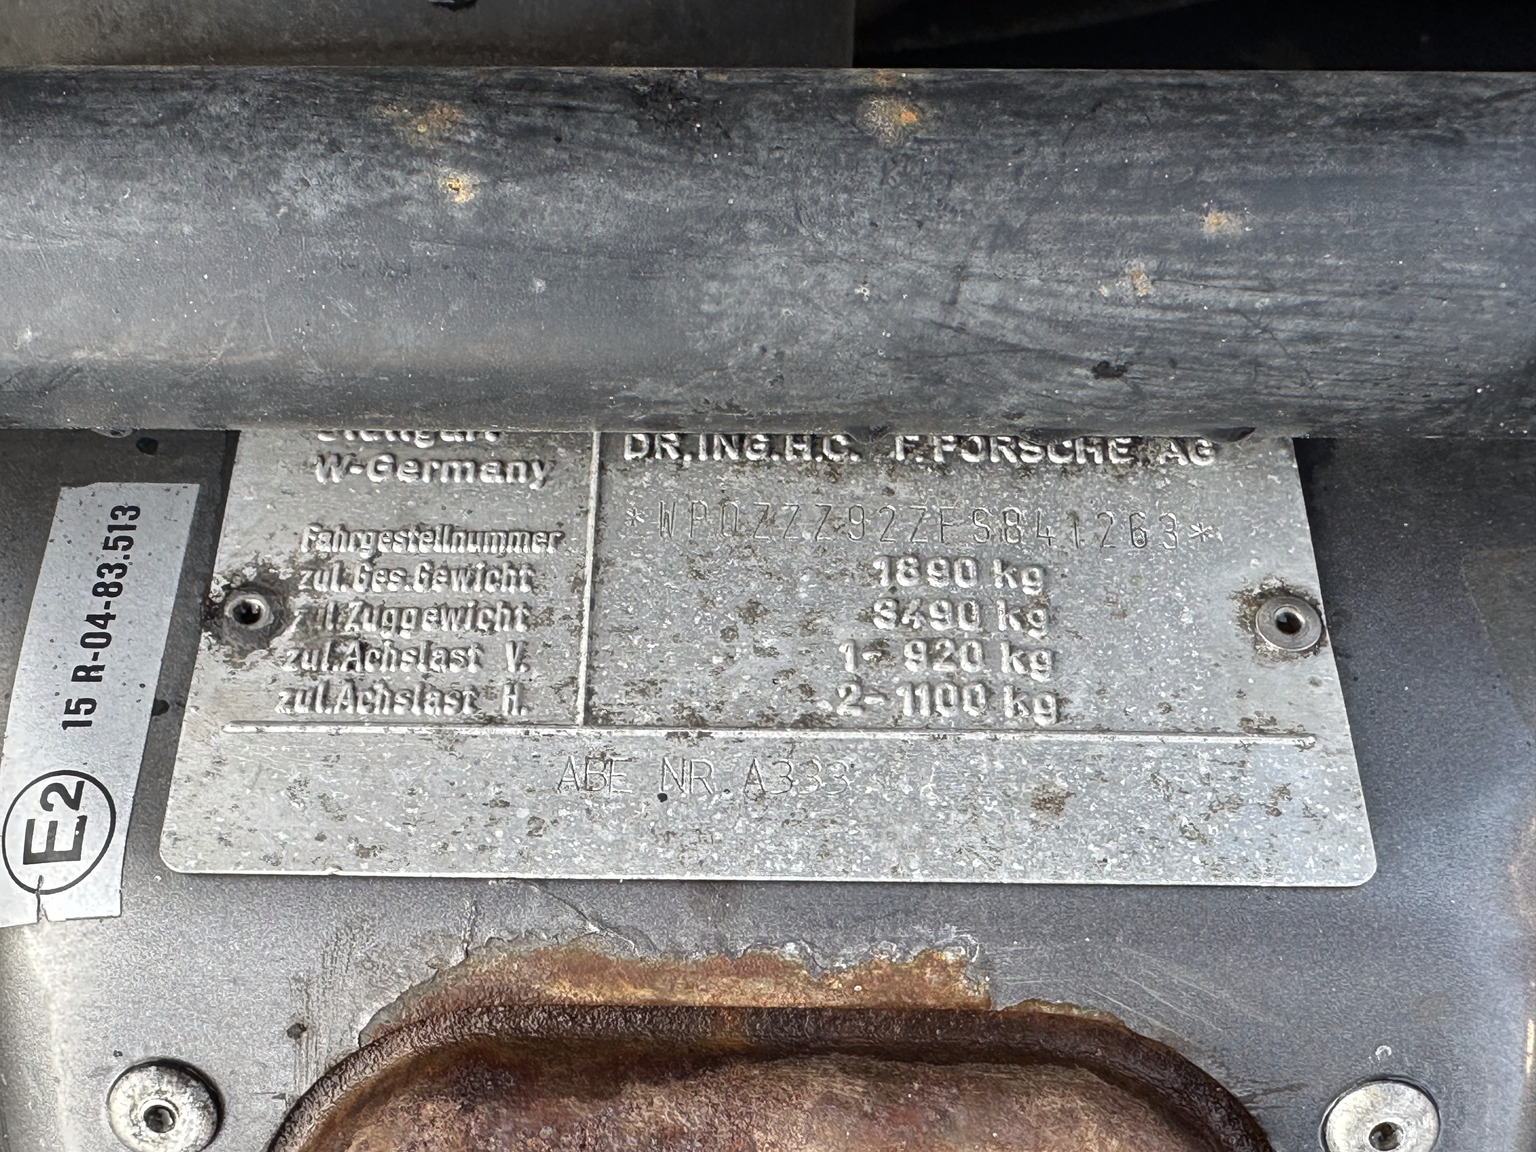 Stuttgart
W-Germany
DR.ING.H.C. F.PORSCHE AG
Fahrgestellnummer *WP0ZZZ92ZFS841263*
zul.Ges.Gewicht 1890 kg
zul.Zuggewicht 3490 kg
zul.Achslast V. 1- 920 kg
zul.Achslast H. 2- 1100 kg
ABE NR. A333
15 R-04-83.513
E2